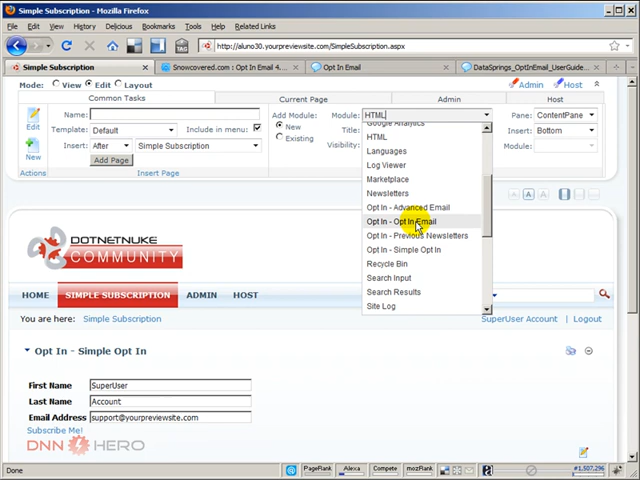 Simple Subscription - Mozilla Firefox
File Edit View History Delicious Bookmarks Tools Window Related Links
http://aluno30.yourpreviewsite.com/SimpleSubscription.aspx
Simple Subscription
Snowcovered.com : Opt In Email 4....
Opt In Email
DataSprings_OptInEmail_UserGuide...
Mode: View Edit Layout
Admin Host
Common Tasks
Current Page
Admin
Host
Name:
Add Module:
Module: HTML
Pane: ContentPane
Edit
Template: Default
Include in menu:
New
Title:
Insert: Bottom
Existing
Insert: After
Simple Subscription
Visibility:
Module:
New
Add Page
Actions
Insert Page
HTML
Languages
Log Viewer
Marketplace
Newsletters
Opt In - Advanced Email
Opt In - Opt In Email
Opt In - Previous Newsletters
Opt In - Simple Opt In
Recycle Bin
Search Input
Search Results
Site Log
A A
DOTNETNUKE
COMMUNITY
HOME SIMPLE SUBSCRIPTION ADMIN HOST
You are here: Simple Subscription
SuperUser Account | Logout
Opt In - Simple Opt In
First Name SuperUser
Last Name Account
Email Address support@yourpreviewsite.com
Subscribe Me!
DNN HERO
Done
PageRank
Alexa
Compete
mozRank
1,507,296